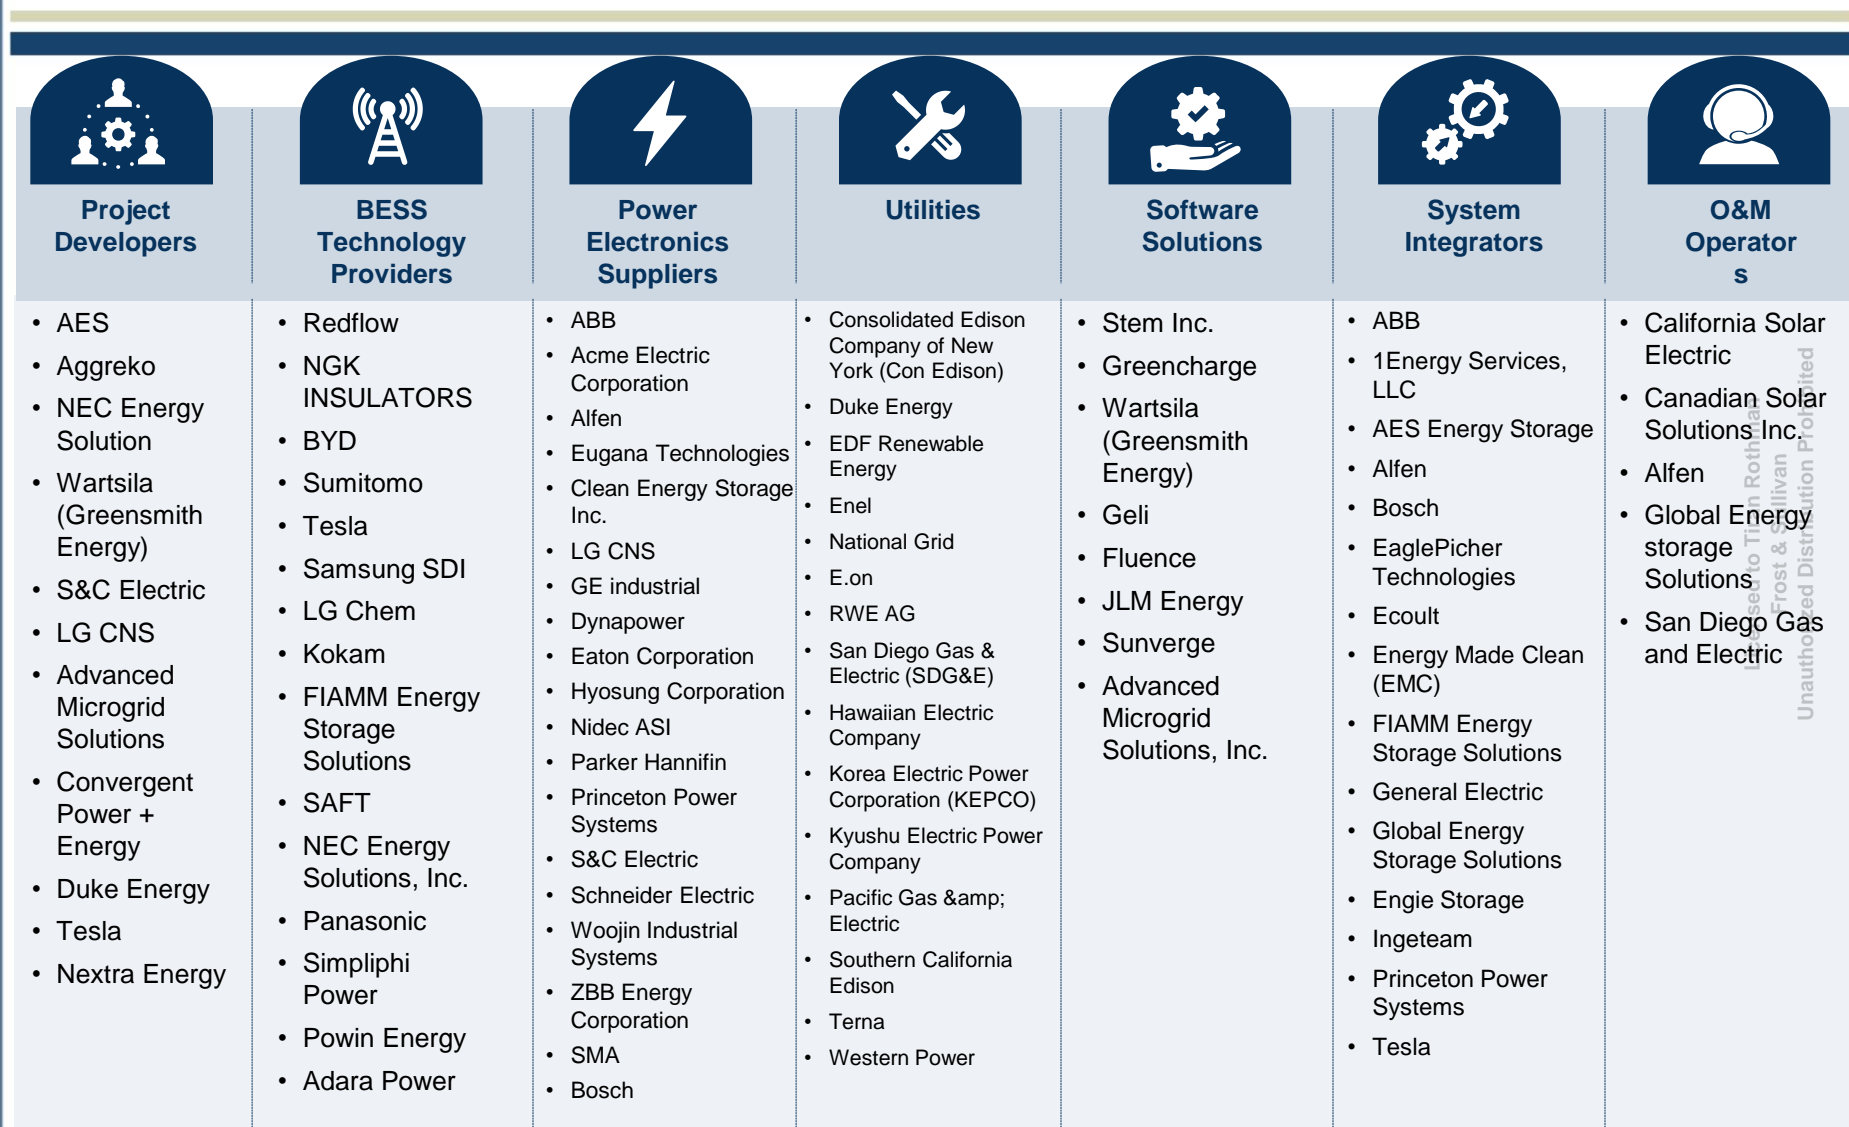 Project
Developers
• AES
• Aggreko
• NEC Energy
Solution
• Wartsila
(Greensmith
Energy)
• S&C Electric
• LG CNS
• Advanced
Microgrid
Solutions
• Convergent
Power +
Energy
• Duke Energy
• Tesla
• Nextra Energy
BESS
Technology
Providers
• Redflow
• NGK
INSULATORS
• BYD
• Sumitomo
• Tesla
• Samsung SDI
• LG Chem
• Kokam
• FIAMM Energy
Storage
Solutions
• SAFT
• NEC Energy
Solutions, Inc.
• Panasonic
• Simpliphi
Power
• Powin Energy
• Adara Power
Power
Electronics
Suppliers
• ABB
• Acme Electric
Corporation
• Alfen
• Eugana Technologies
• Clean Energy Storage
Inc.
• LG CNS
• GE industrial
• Dynapower
• Eaton Corporation
• Hyosung Corporation
• Nidec ASI
• Parker Hannifin
• Princeton Power
Systems
• S&C Electric
• Schneider Electric
• Woojin Industrial
Systems
• ZBB Energy
Corporation
• SMA
• Bosch
Utilities
• Consolidated Edison
Company of New
York (Con Edison)
• Duke Energy
• EDF Renewable
Energy
• Enel
• National Grid
• E.on
• RWE AG
• San Diego Gas &
Electric (SDG&E)
• Hawaiian Electric
Company
• Korea Electric Power
Corporation (KEPCO)
• Kyushu Electric Power
Company
• Pacific Gas &amp;
Electric
• Southern California
Edison
• Terna
• Western Power
Software
Solutions
• Stem Inc.
• Greencharge
• Wartsila
(Greensmith
Energy)
• Geli
• Fluence
• JLM Energy
• Sunverge
• Advanced
Microgrid
Solutions, Inc.
System
Integrators
• ABB
• 1Energy Services,
LLC
• AES Energy Storage
• Alfen
• Bosch
• EaglePicher
Technologies
• Ecoult
• Energy Made Clean
(EMC)
• FIAMM Energy
Storage Solutions
• General Electric
• Global Energy
Storage Solutions
• Engie Storage
• Ingeteam
• Princeton Power
Systems
• Tesla
O&M
Operator
s
• California Solar
Electric
• Canadian Solar
Solutions Inc.
• Alfen
• Global Energy
storage
Solutions
• San Diego Gas
and Electric
Licensed to Rothman
Frost & Sullivan
Unauthorized Distribution Prohibited